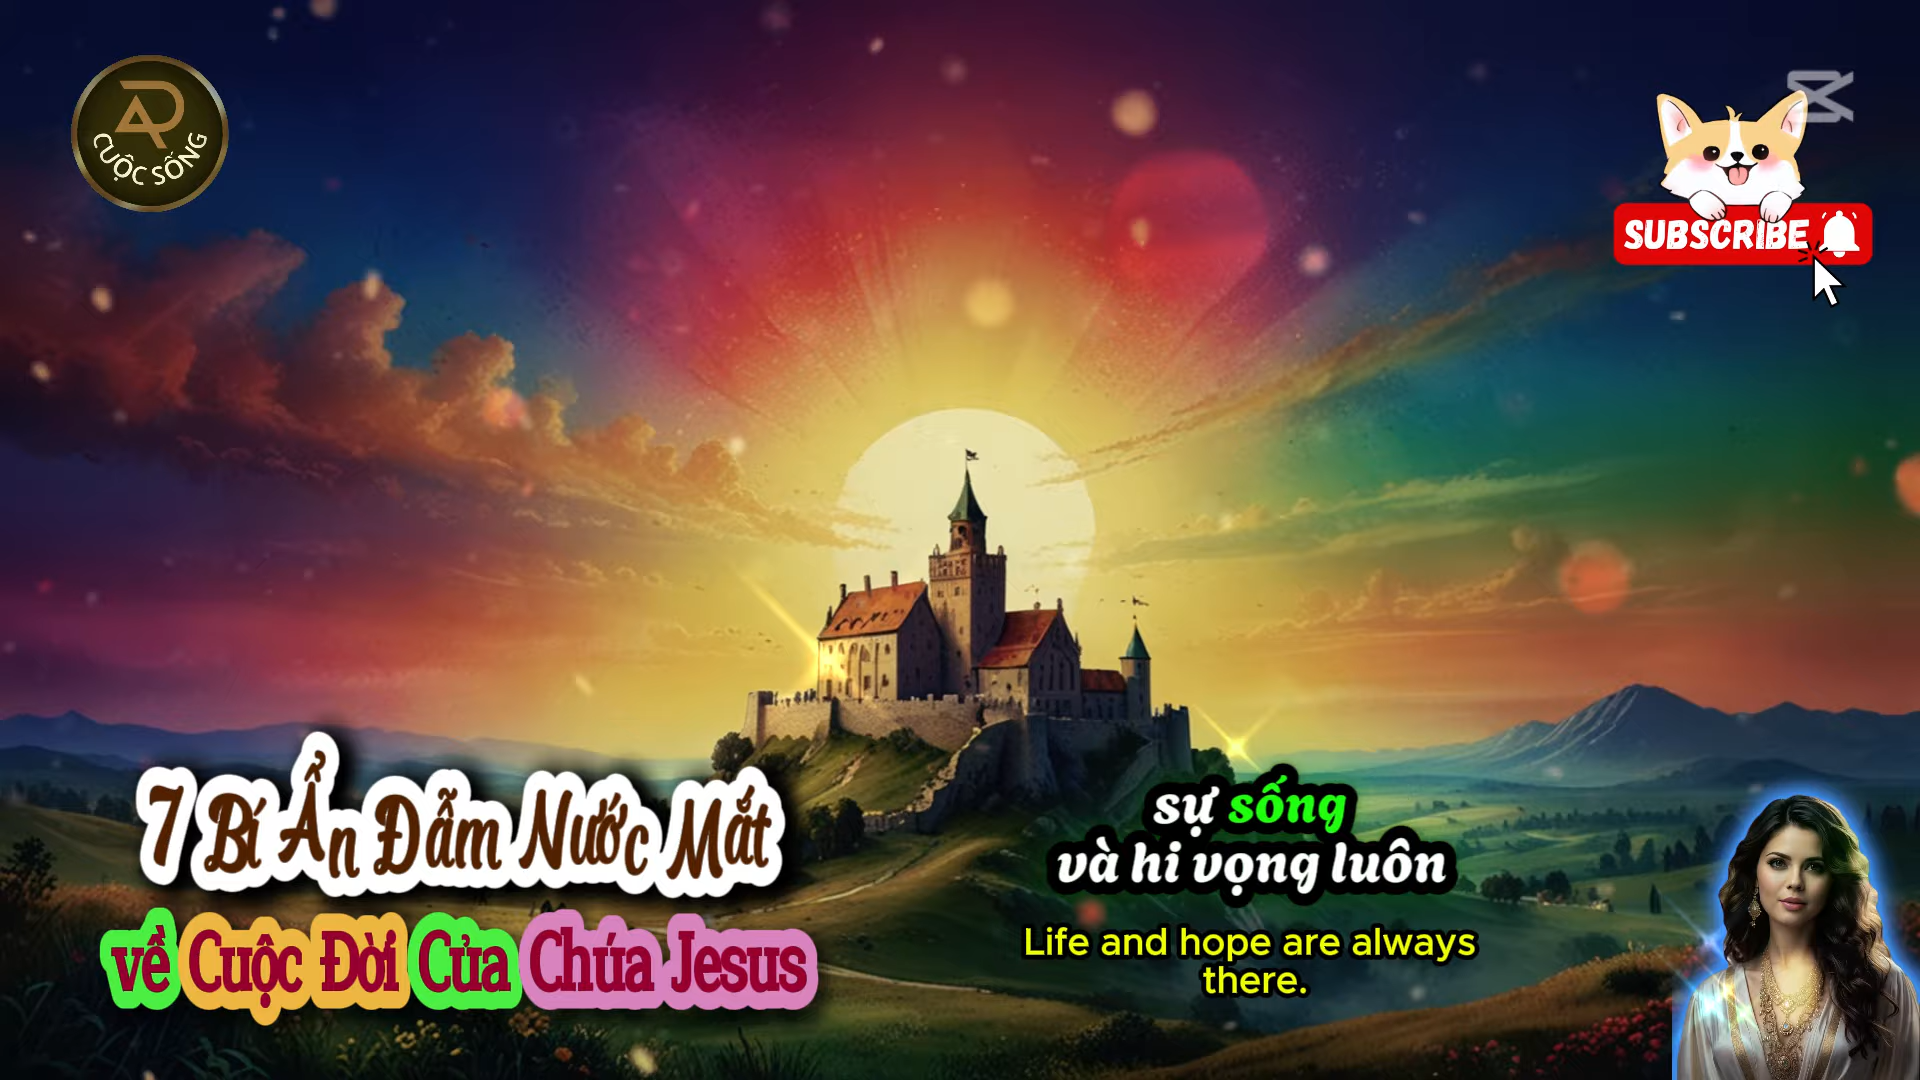 CUỘC SỐNG
SUBSCRIBE
7 Bí Ẩn Đẫm Nước Mắt
về Cuộc Đời Của Chúa Jesus
sự sống
và hi vọng luôn
Life and hope are always
there.